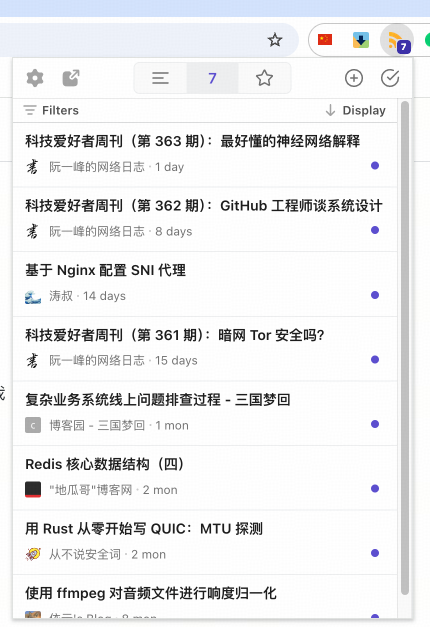 7
7
Filters
Display
科技爱好者周刊（第 363 期）：最好懂的神经网络解释
阮一峰的网络日志 · 1 day
科技爱好者周刊（第 362 期）：GitHub 工程师谈系统设计
阮一峰的网络日志 · 8 days
基于 Nginx 配置 SNI 代理
涛叔 · 14 days
科技爱好者周刊（第 361 期）：暗网 Tor 安全吗?
阮一峰的网络日志 · 15 days
复杂业务系统线上问题排查过程 - 三国梦回
C
博客园 - 三国梦回 · 1 mon
Redis 核心数据结构（四）
"地瓜哥"博客网 · 2 mon
用 Rust 从零开始写 QUIC：MTU 探测
从不说安全词 · 2 mon
使用 ffmpeg 对音频文件进行响度归一化